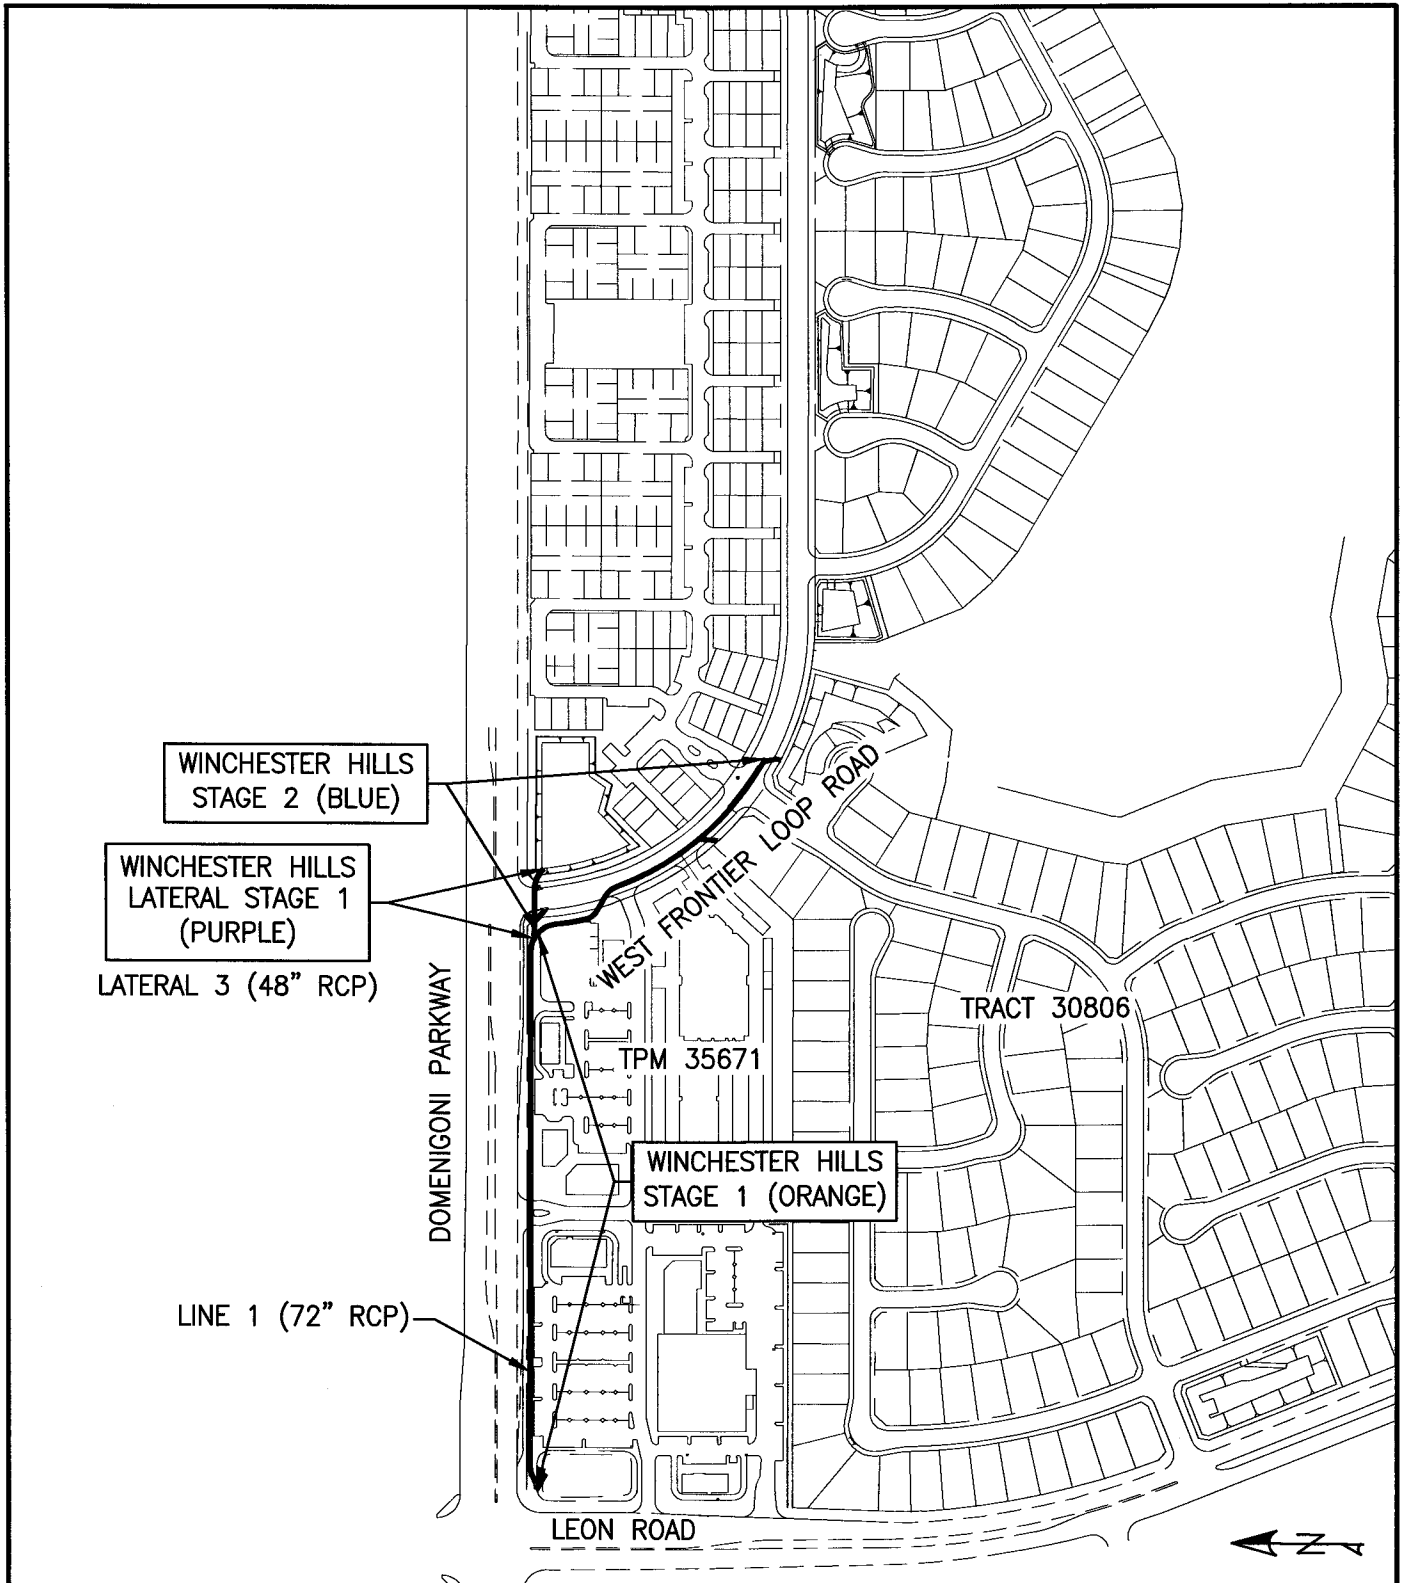 WINCHESTER HILLS
STAGE 2 (BLUE)
WINCHESTER HILLS
LATERAL STAGE 1
(PURPLE)
LATERAL 3 (48" RCP)
DOMENIGONI PARKWAY
WEST FRONTIER LOOP ROAD
TRACT 30806
TPM 35671
WINCHESTER HILLS
STAGE 1 (ORANGE)
LINE 1 (72" RCP)
LEON ROAD
N